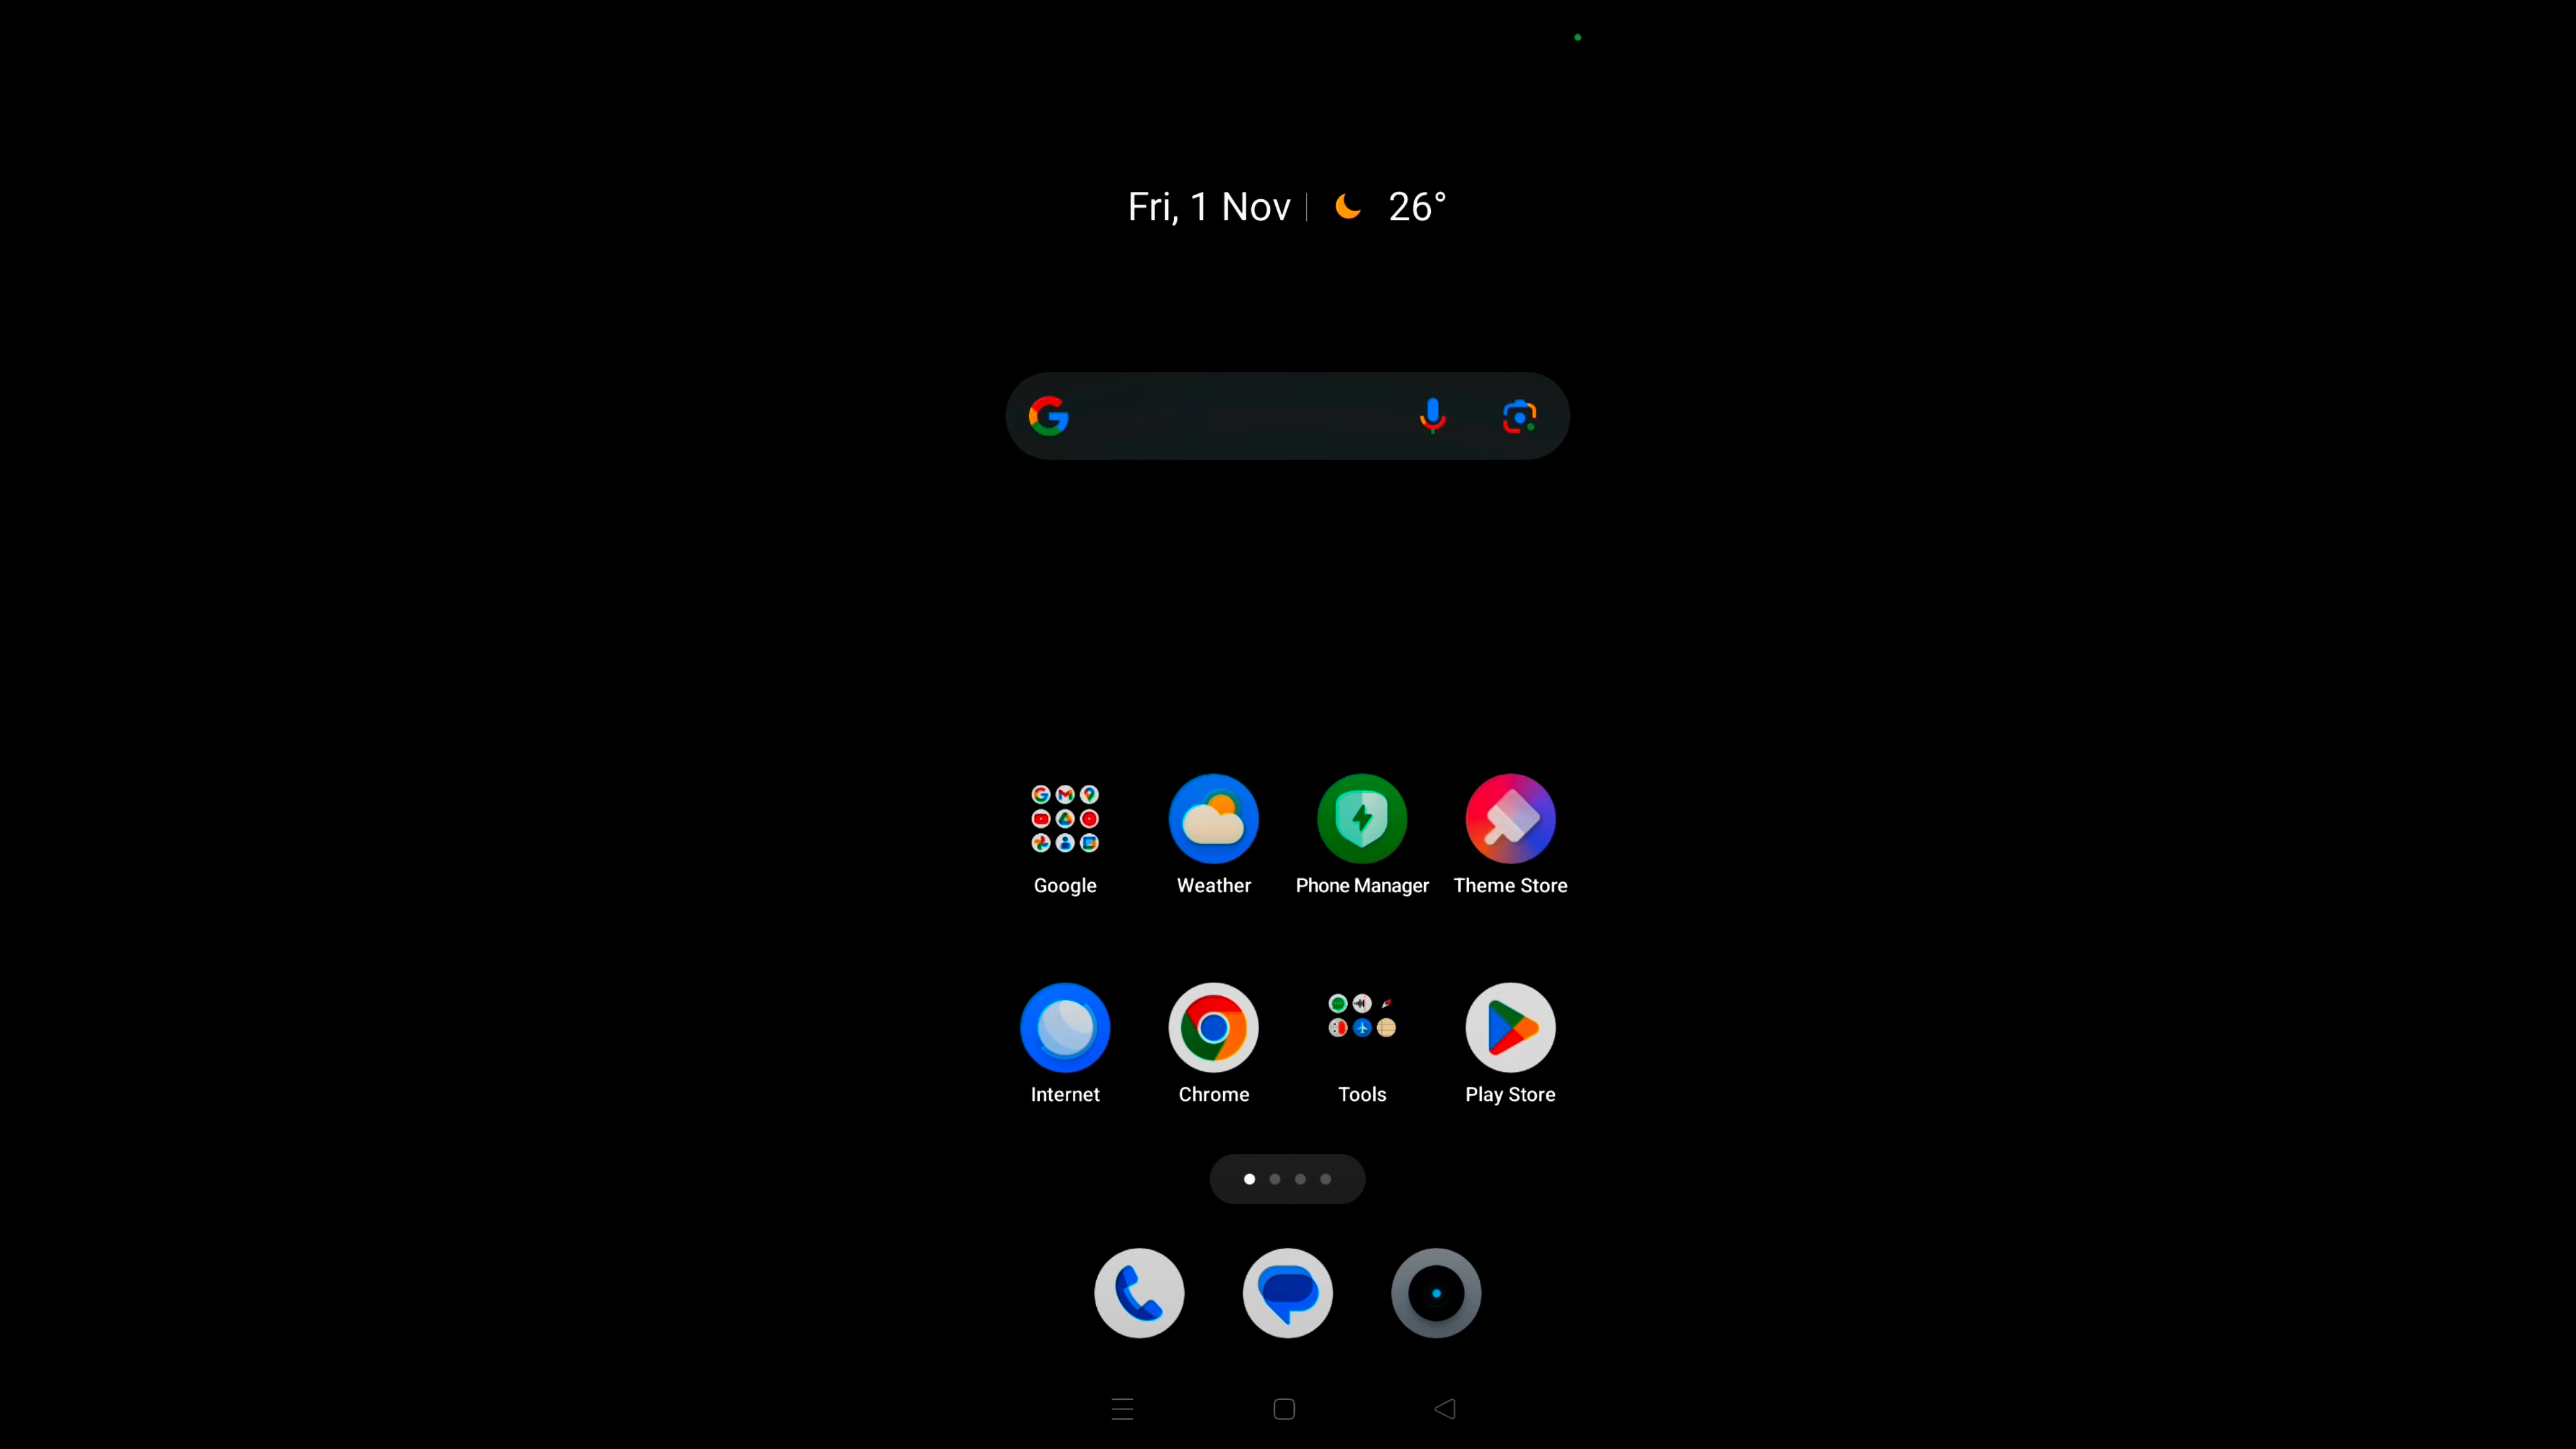 Fri, 1 Nov 26°
Google Weather Phone Manager Theme Store
Internet Chrome Tools Play Store